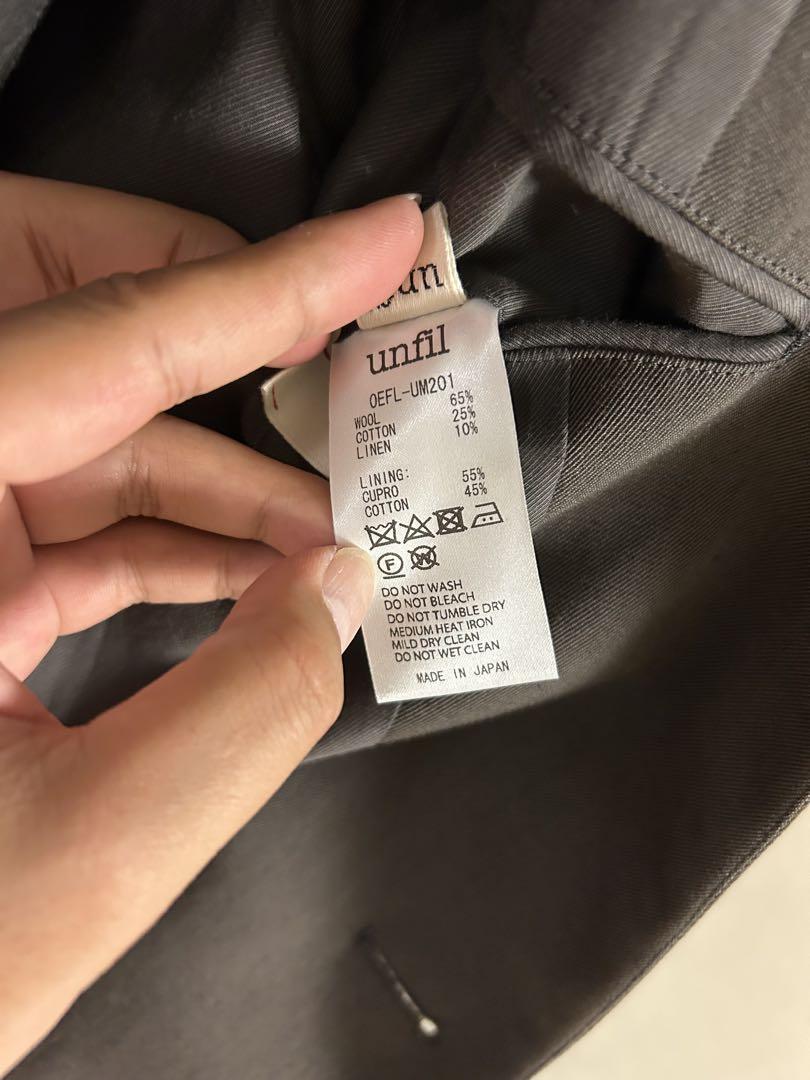 un
unfil
OEFL-UM201
WOOL 65%
COTTON 25%
LINEN 10%
LINING:
CUPRO 55%
COTTON 45%
F W
DO NOT WASH
DO NOT BLEACH
DO NOT TUMBLE DRY
MEDIUM HEAT IRON
MILD DRY CLEAN
DO NOT WET CLEAN
MADE IN JAPAN